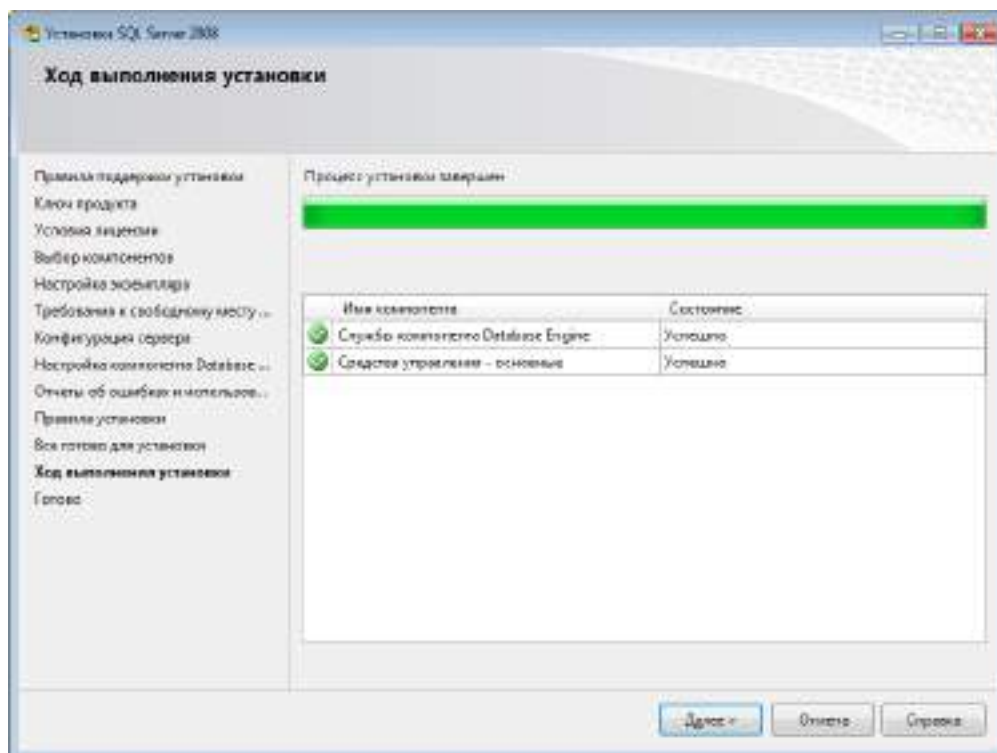 Установка SQL Server 2008
Ход выполнения установки
Правила поддержки установки
Ключ продукта
Условия лицензии
Выбор компонентов
Настройка экземпляра
Требования к свободному месту ...
Конфигурация сервера
Настройка компонента Database ...
Отчеты об ошибках и использов...
Правила установки
Все готово для установки
Ход выполнения установки
Готово
Процесс установки завершен
Имя компонента Состояние
Службы компонента Database Engine Успешно
Средства управления - основные Успешно
Далее > Отмена Справка